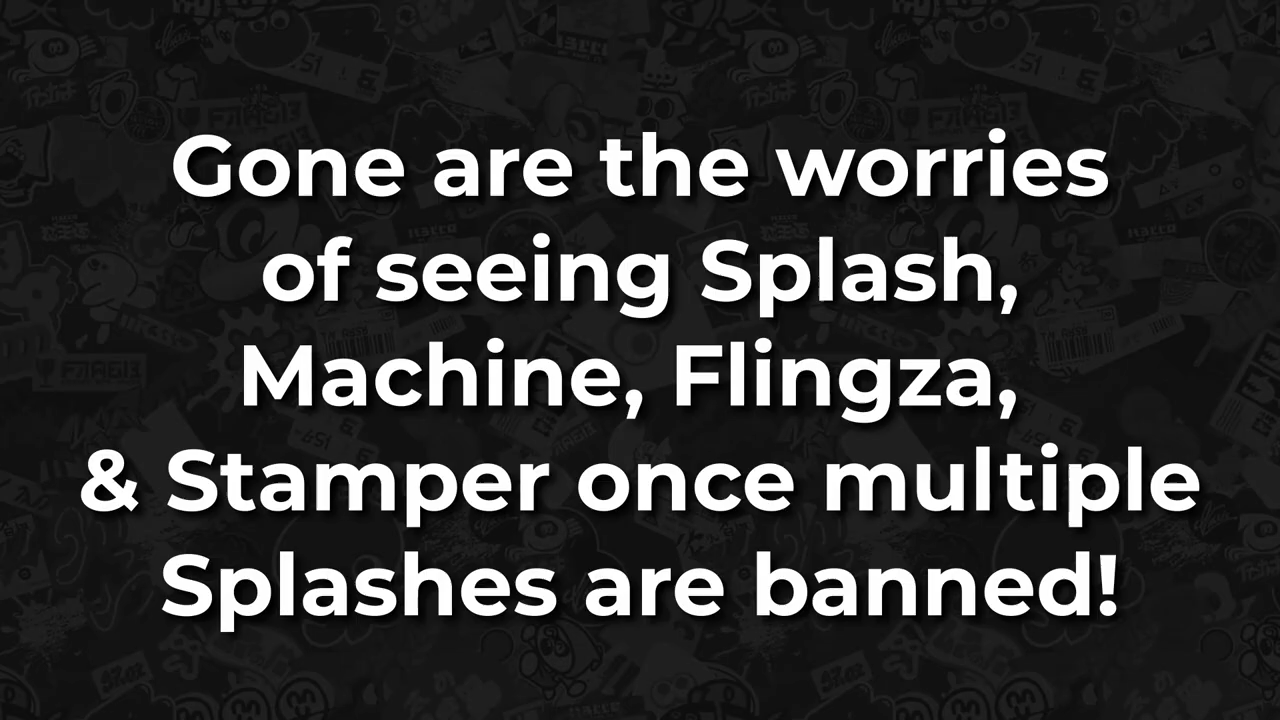 Gone are the worries
of seeing Splash,
Machine, Flingza,
& Stamper once multiple
Splashes are banned!